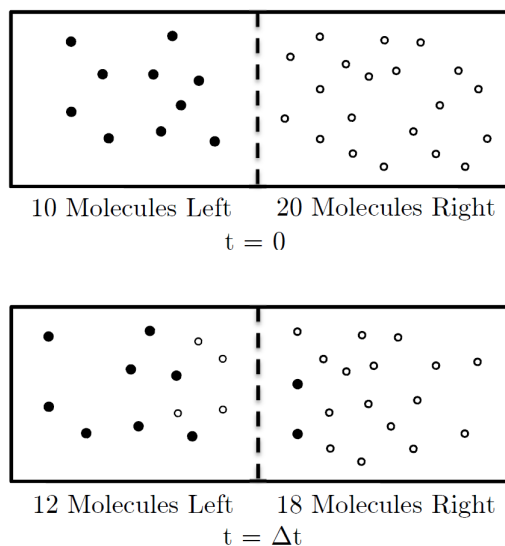 10 Molecules Left 20 Molecules Right
t = 0
12 Molecules Left 18 Molecules Right
t = Δt